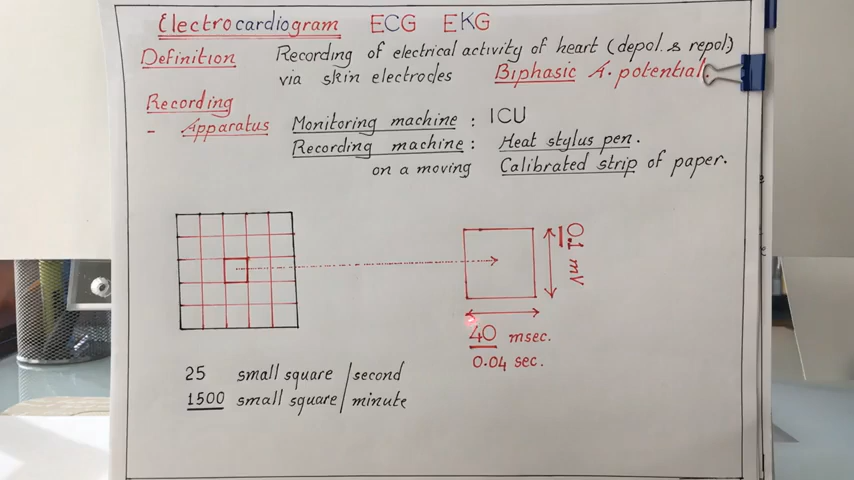 Electrocardiogram ECG EKG
Definition Recording of electrical activity of heart (depol. & repol)
via skin electrodes Biphasic A. potential.
Recording
- Apparatus Monitoring machine : ICU
Recording machine : Heat stylus pen.
on a moving Calibrated strip of paper.
0.1 mV
40 msec.
0.04 sec.
25 small square / second
1500 small square / minute